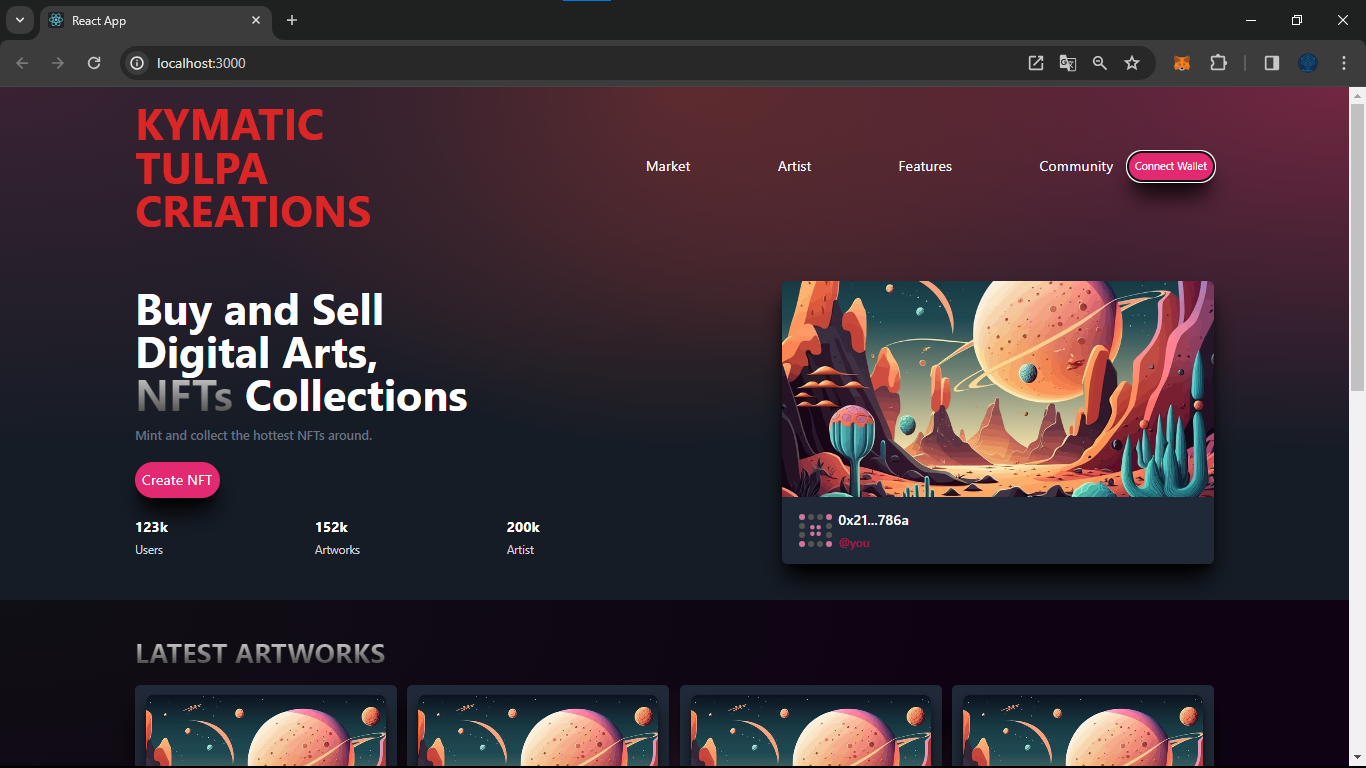 React App
localhost:3000
KYMATIC
TULPA
CREATIONS
Market Artist Features Community Connect Wallet
Buy and Sell
Digital Arts,
NFTs Collections
Mint and collect the hottest NFTs around.
Create NFT
123k 152k 200k
Users Artworks Artist
0x21...786a
@you
LATEST ARTWORKS